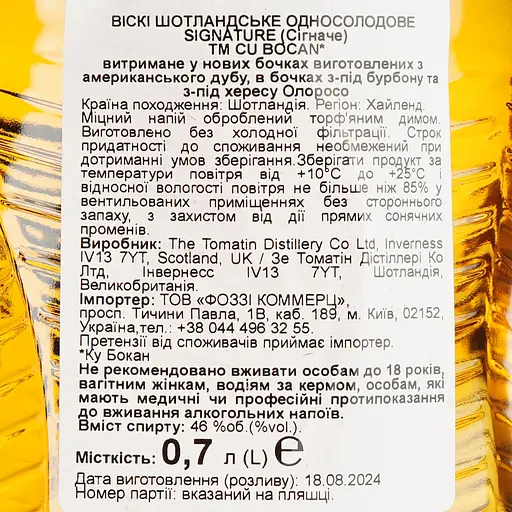 ВІСКІ ШОТЛАНДСЬКЕ ОДНОСОЛОДОВЕ
SIGNATURE (Сігначе)
ТМ CU BOCAN*
витримане у нових бочках виготовлених з
американського дубу, в бочках з-під бурбону та
з-під хересу Олоросо
Країна походження: Шотландія. Регіон: Хайленд.
Міцний напій оброблений торф'яним димом.
Виготовлено без холодної фільтрації. Строк
придатності до споживання необмежений при
дотриманні умов зберігання.Зберігати продукт за
температури повітря від +10°С до +25°С і
відносної вологості повітря не більше ніж 85% у
вентильованих приміщеннях без стороннього
запаху, з захистом від дії прямих сонячних
променів.
Виробник: The Tomatin Distillery Co Ltd, Inverness
IV13 7YT, Scotland, UK / Зе Томатін Дістіллері Ко
Лтд, Інвернесс IV13 7YT, Шотландія,
Великобританія.
Імпортер: ТОВ «ФОЗЗІ КОММЕРЦ»,
просп. Тичини Павла, 1В, каб. 189, м. Київ, 02152,
Україна,тел.: +38 044 496 32 55.
Претензії від споживачів приймає імпортер.
*Ку Бокан
Не рекомендовано вживати особам до 18 років,
вагітним жінкам, водіям за кермом, особам, які
мають медичні чи професійні протипоказання
до вживання алкогольних напоїв.
Вміст спирту: 46 %об.(%vol.).
Місткість: 0,7 л (L) ℮
Дата виготовлення (розливу): 18.08.2024
Номер партії: вказаний на пляшці.